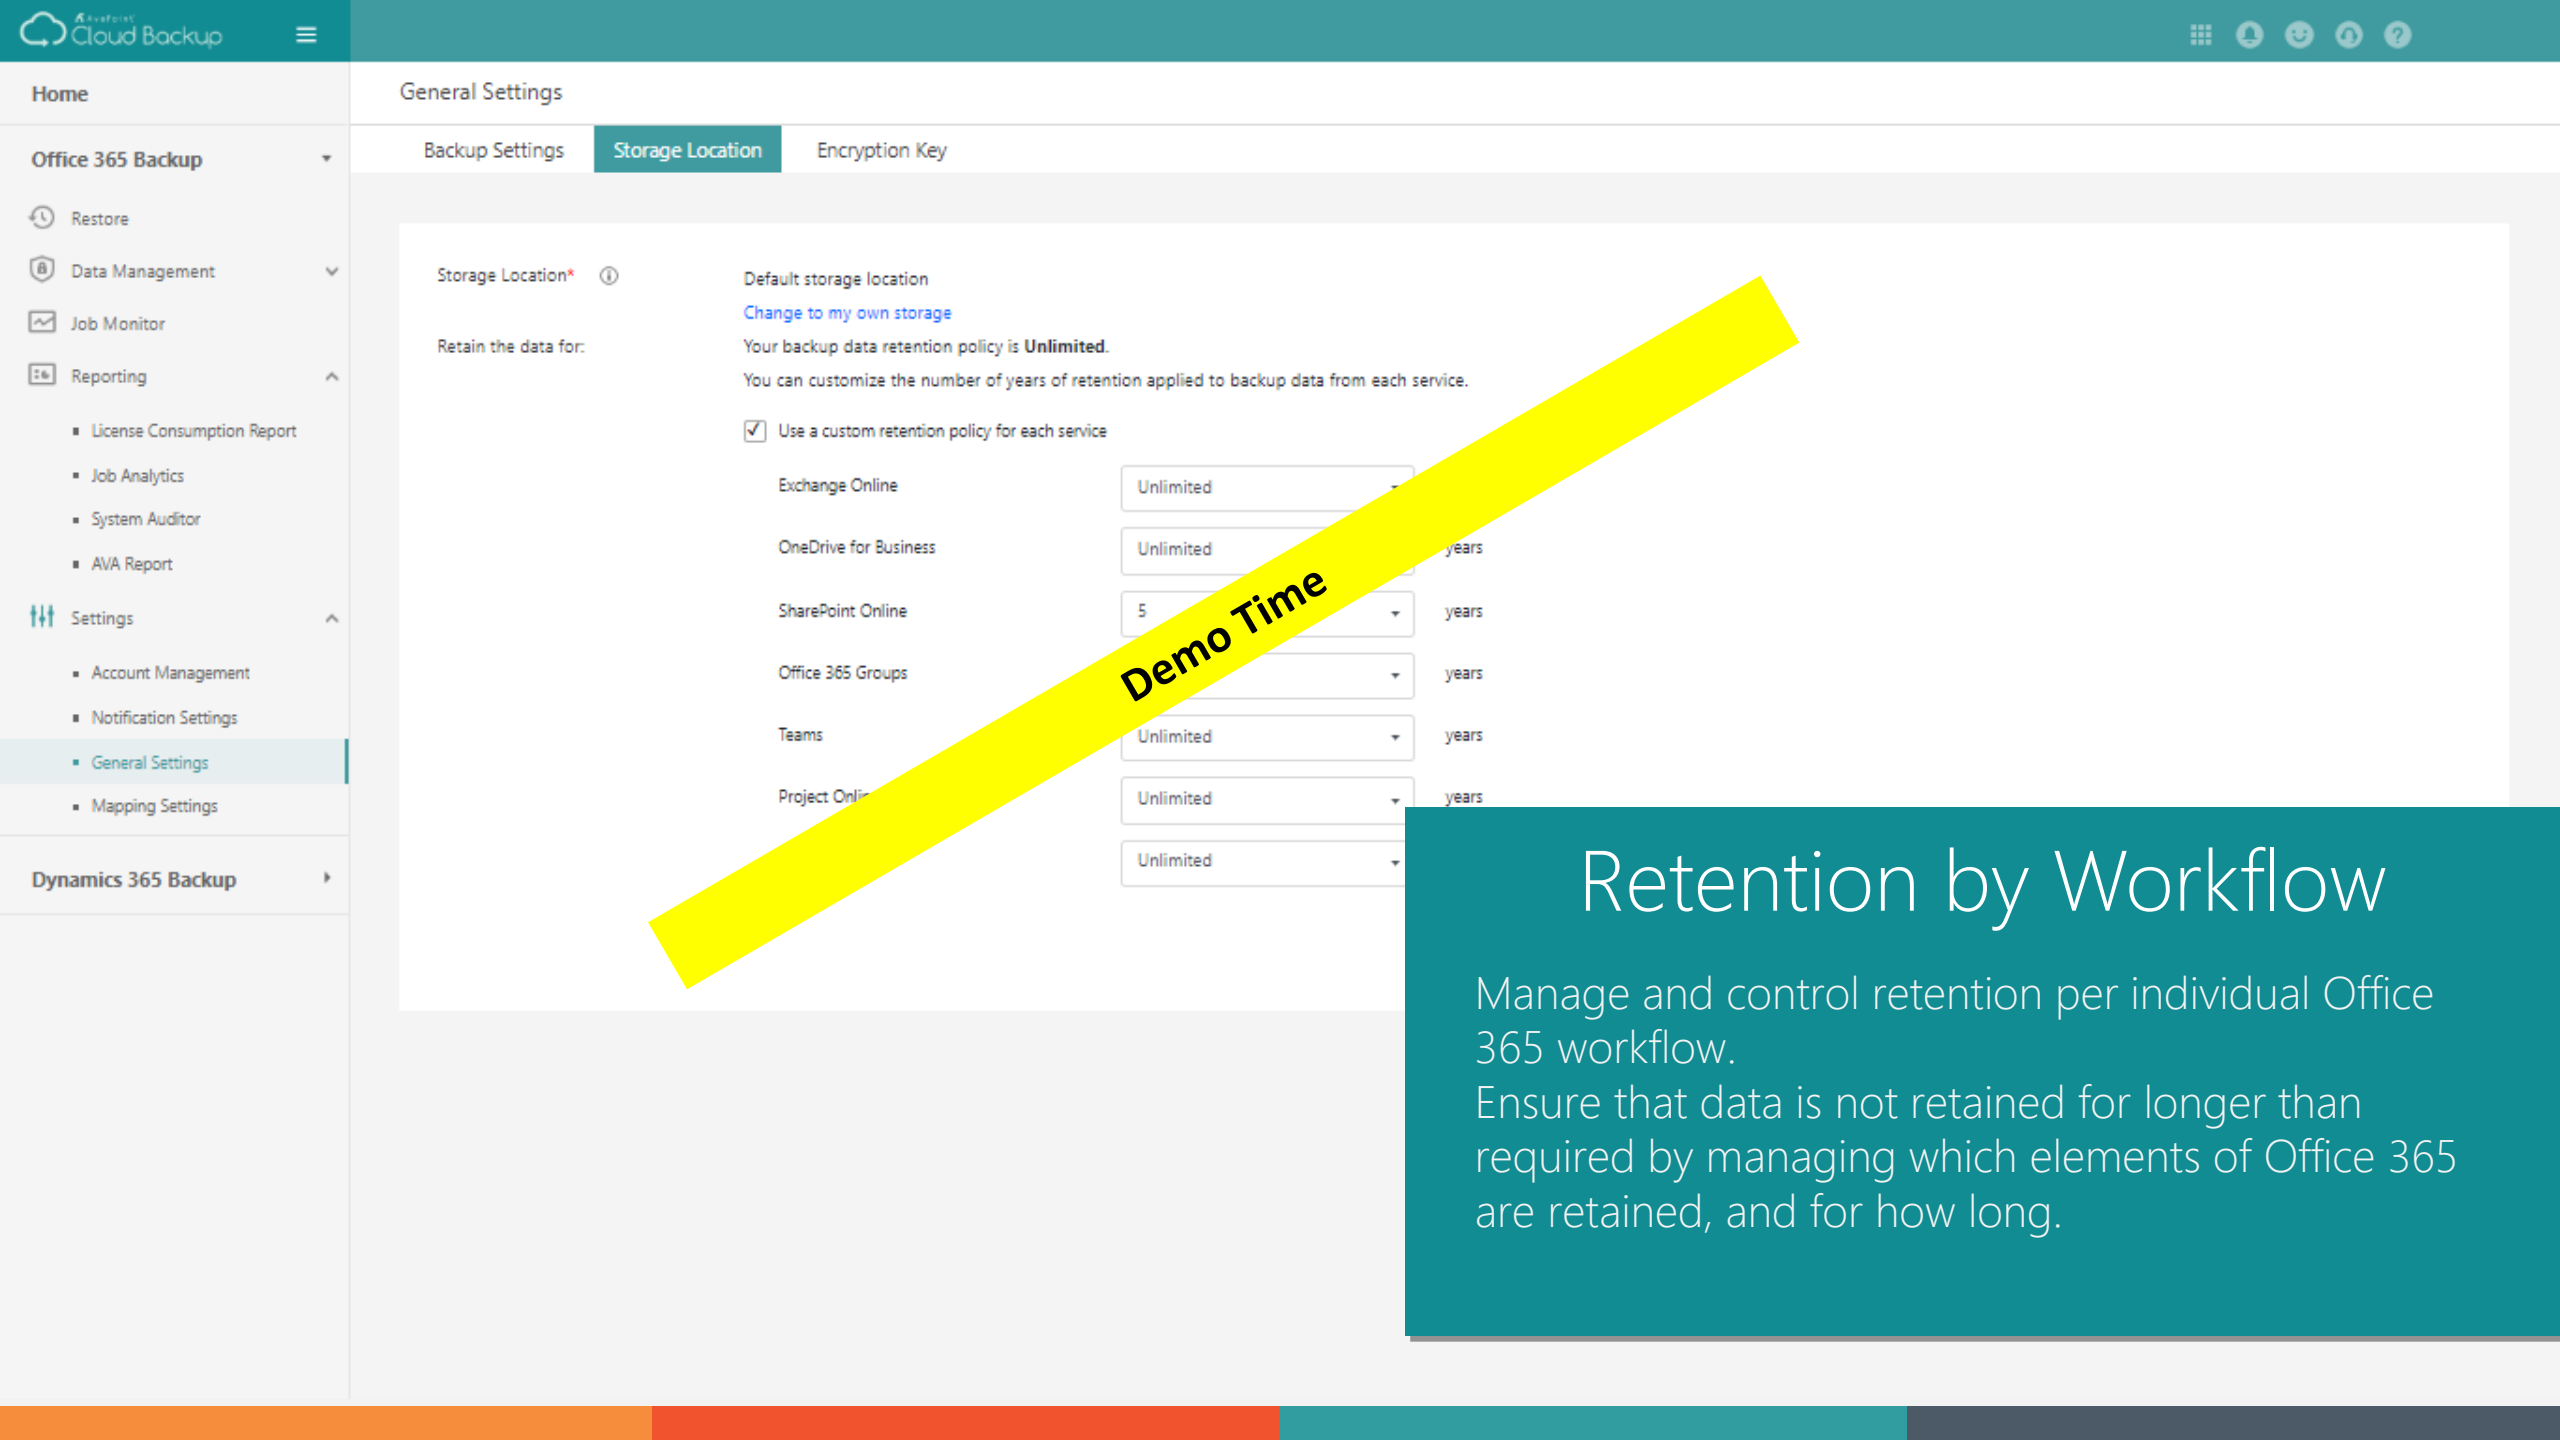 AvePoint
Cloud Backup
Home
Office 365 Backup
Restore
Data Management
Job Monitor
Reporting
License Consumption Report
Job Analytics
System Auditor
AVA Report
Settings
Account Management
Notification Settings
General Settings
Mapping Settings
Dynamics 365 Backup
General Settings
Backup Settings
Storage Location
Encryption Key
Storage Location*
Default storage location
Change to my own storage
Retain the data for:
Your backup data retention policy is Unlimited.
You can customize the number of years of retention applied to backup data from each service.
Use a custom retention policy for each service
Exchange Online
Unlimited
OneDrive for Business
Unlimited
years
SharePoint Online
5
years
Office 365 Groups
years
Teams
Unlimited
years
Project
Unlimited
years
Unlimited
Demo Time
Retention by Workflow
Manage and control retention per individual Office
365 workflow.
Ensure that data is not retained for longer than
required by managing which elements of Office 365
are retained, and for how long.